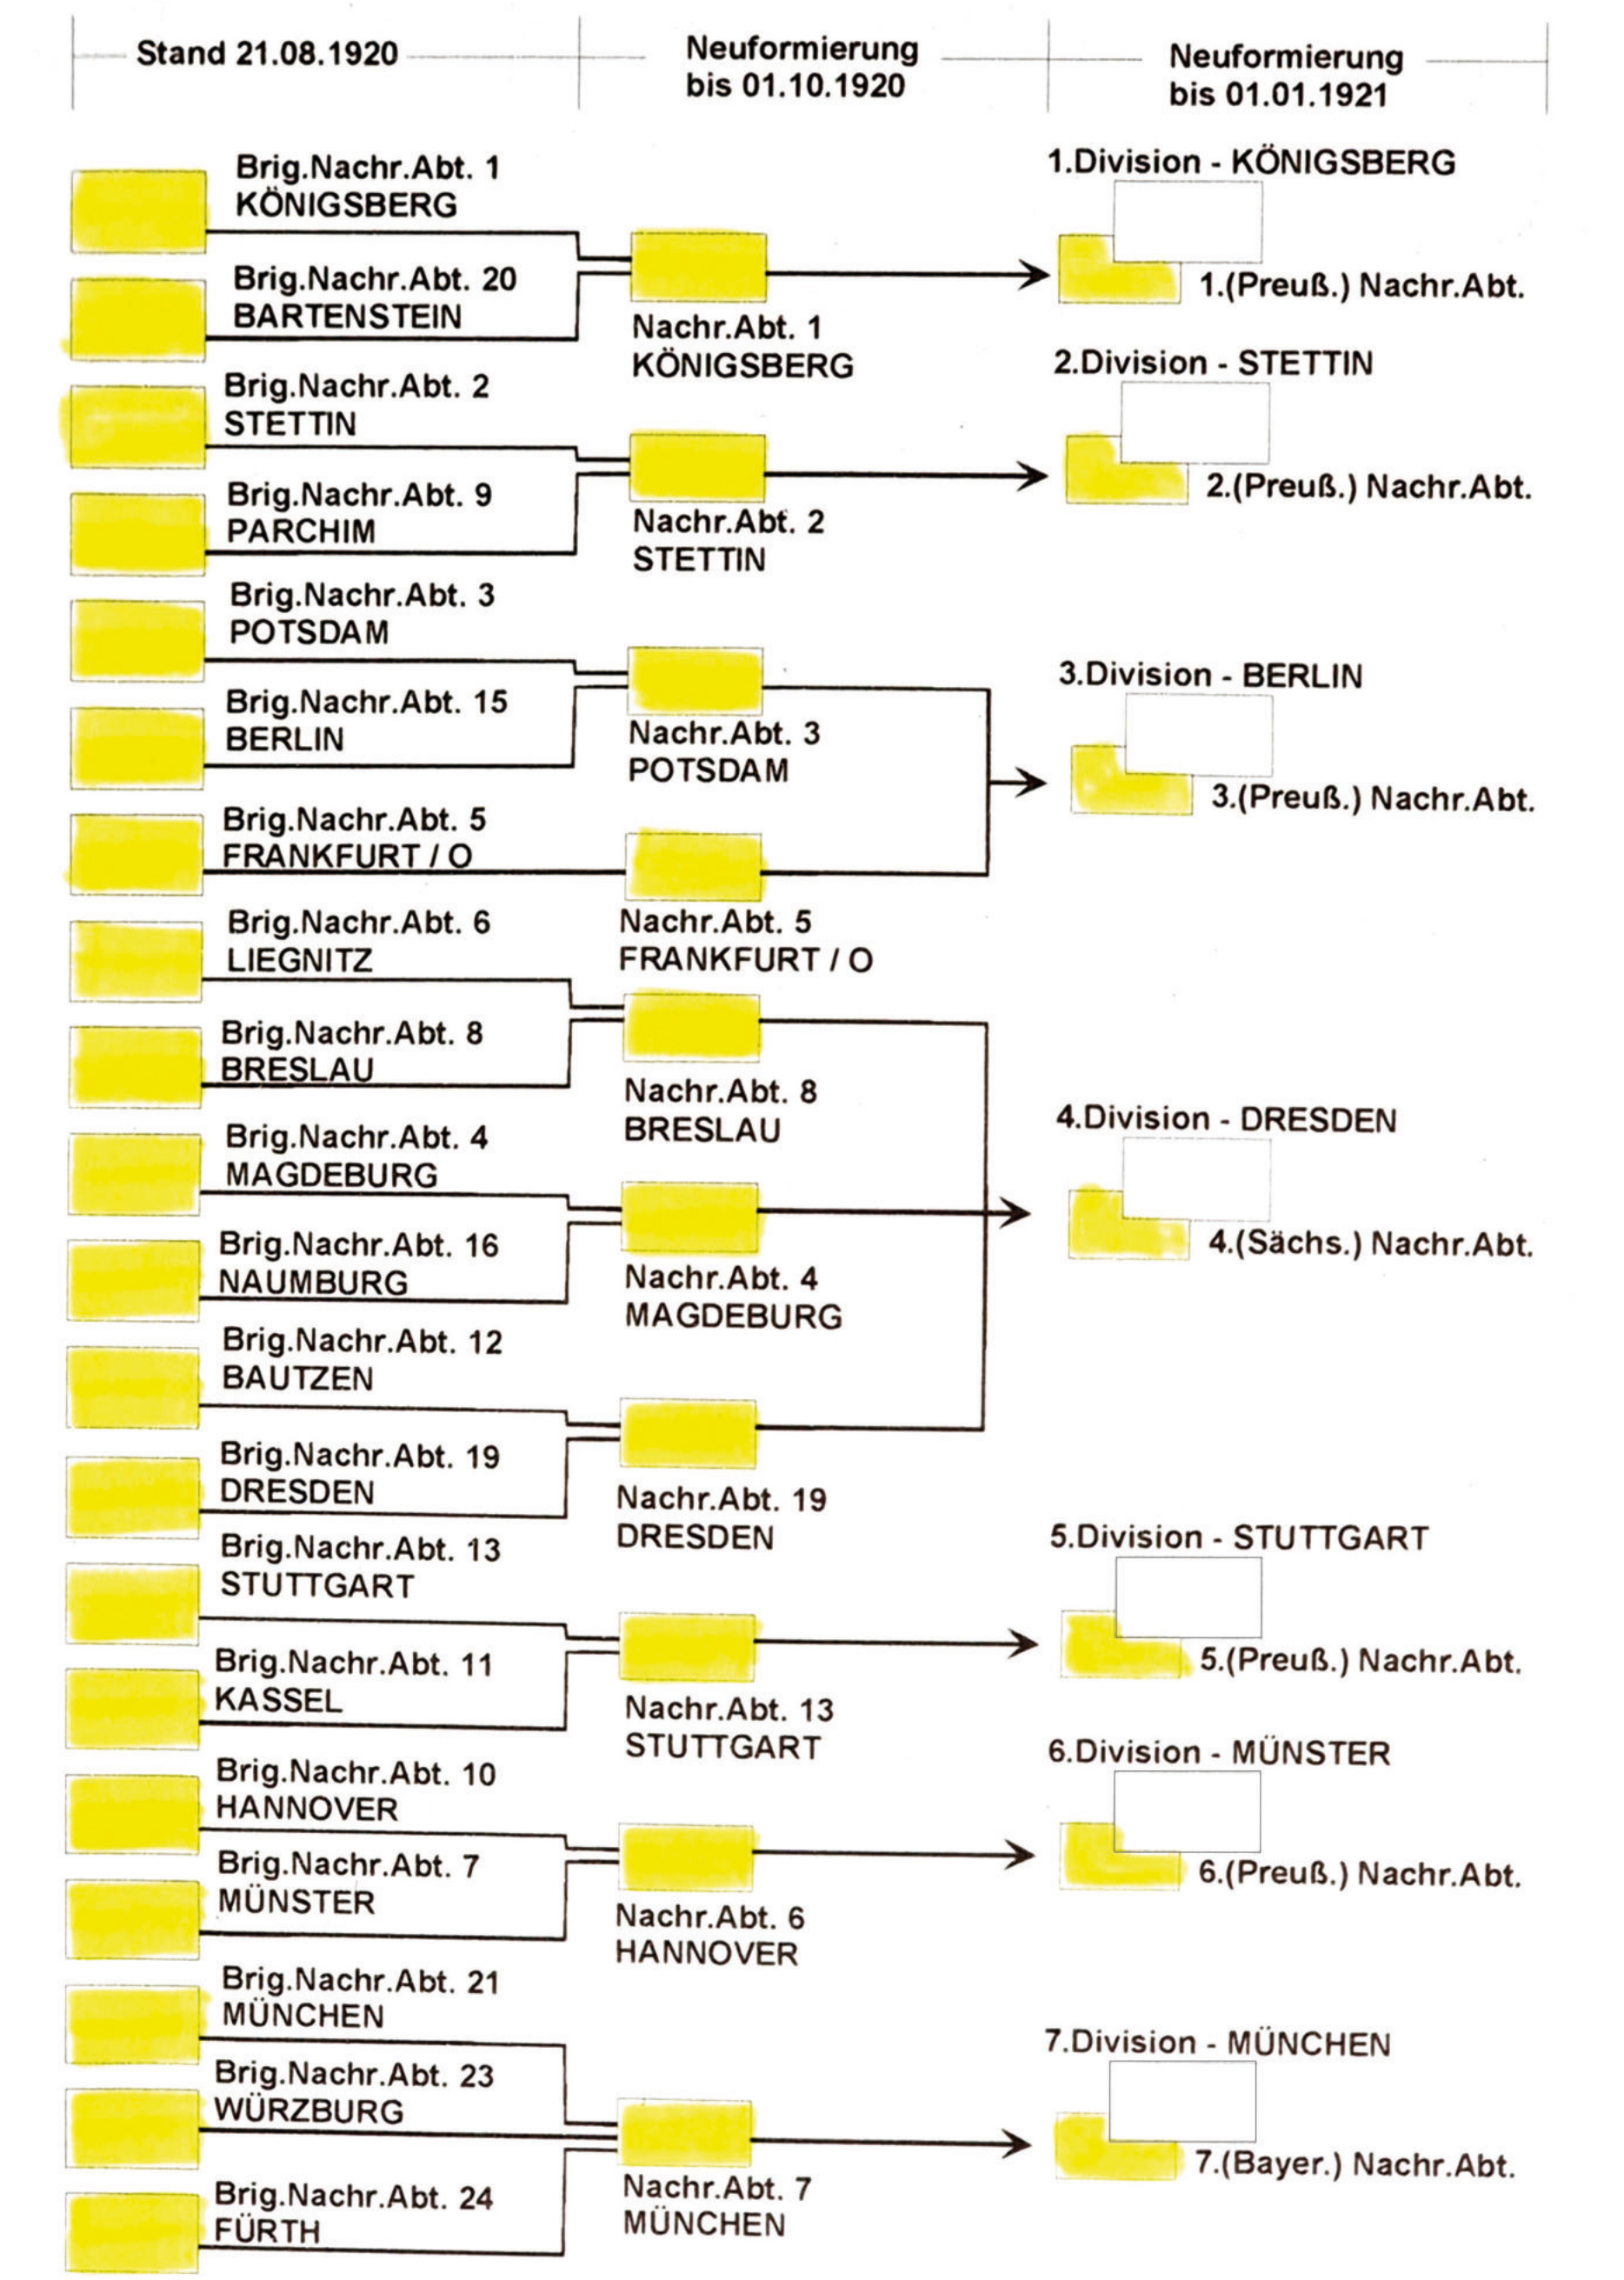 Stand 21.08.1920
Neuformierung
bis 01.10.1920
Neuformierung
bis 01.01.1921
Brig.Nachr.Abt. 1
KÖNIGSBERG
Brig.Nachr.Abt. 20
BARTENSTEIN
Brig.Nachr.Abt. 2
STETTIN
Brig.Nachr.Abt. 9
PARCHIM
Brig.Nachr.Abt. 3
POTSDAM
Brig.Nachr.Abt. 15
BERLIN
Brig.Nachr.Abt. 5
FRANKFURT / O
Brig.Nachr.Abt. 6
LIEGNITZ
Brig.Nachr.Abt. 8
BRESLAU
Brig.Nachr.Abt. 4
MAGDEBURG
Brig.Nachr.Abt. 16
NAUMBURG
Brig.Nachr.Abt. 12
BAUTZEN
Brig.Nachr.Abt. 19
DRESDEN
Brig.Nachr.Abt. 13
STUTTGART
Brig.Nachr.Abt. 11
KASSEL
Brig.Nachr.Abt. 10
HANNOVER
Brig.Nachr.Abt. 7
MÜNSTER
Brig.Nachr.Abt. 21
MÜNCHEN
Brig.Nachr.Abt. 23
WÜRZBURG
Brig.Nachr.Abt. 24
FÜRTH
Nachr.Abt. 1
KÖNIGSBERG
Nachr.Abt. 2
STETTIN
Nachr.Abt. 3
POTSDAM
Nachr.Abt. 5
FRANKFURT / O
Nachr.Abt. 8
BRESLAU
Nachr.Abt. 4
MAGDEBURG
Nachr.Abt. 19
DRESDEN
Nachr.Abt. 13
STUTTGART
Nachr.Abt. 6
HANNOVER
Nachr.Abt. 7
MÜNCHEN
1.Division - KÖNIGSBERG
1.(Preuß.) Nachr.Abt.
2.Division - STETTIN
2.(Preuß.) Nachr.Abt.
3.Division - BERLIN
3.(Preuß.) Nachr.Abt.
4.Division - DRESDEN
4.(Sächs.) Nachr.Abt.
5.Division - STUTTGART
5.(Preuß.) Nachr.Abt.
6.Division - MÜNSTER
6.(Preuß.) Nachr.Abt.
7.Division - MÜNCHEN
7.(Bayer.) Nachr.Abt.